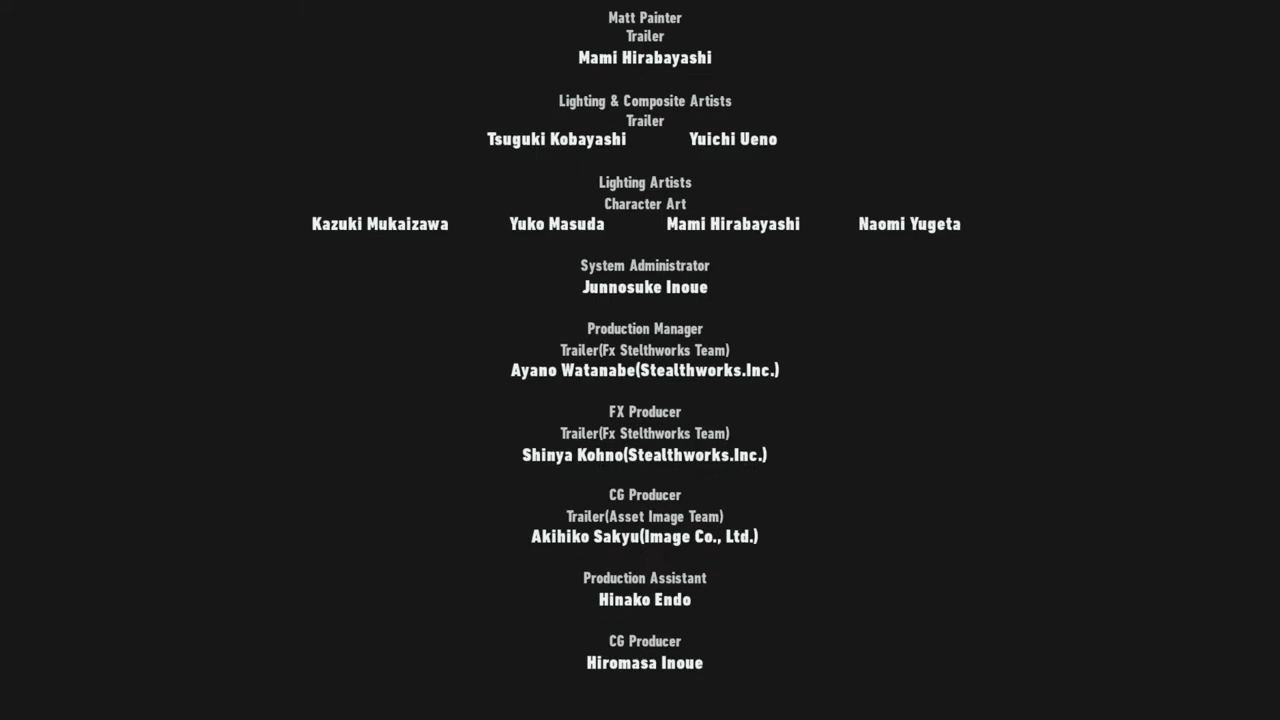 Matt Painter
Trailer
Mami Hirabayashi
Lighting & Composite Artists
Trailer
Tsuguki Kobayashi Yuichi Ueno
Lighting Artists
Character Art
Kazuki Mukaizawa Yuko Masuda Mami Hirabayashi Naomi Yugeta
System Administrator
Junnosuke Inoue
Production Manager
Trailer(Fx Stelthworks Team)
Ayano Watanabe(Stealthworks.Inc.)
FX Producer
Trailer(Fx Stelthworks Team)
Shinya Kohno(Stealthworks.Inc.)
CG Producer
Trailer(Asset Image Team)
Akihiko Sakyu(Image Co., Ltd.)
Production Assistant
Hinako Endo
CG Producer
Hiromasa Inoue